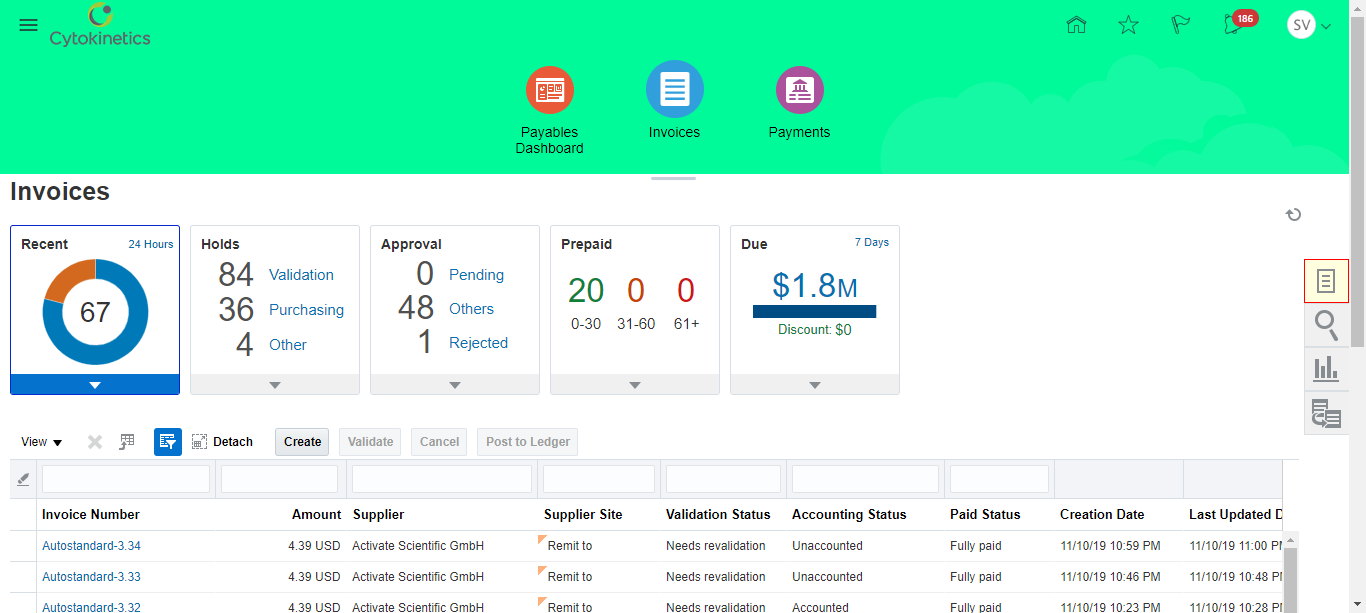 Cytokinetics
186
SV
Payables
Dashboard
Invoices
Payments
Invoices
Recent
24 Hours
67
Holds
84 Validation
36 Purchasing
4 Other
Approval
0 Pending
48 Others
1 Rejected
Prepaid
20 0 0
0-30 31-60 61+
Due
7 Days
$1.8M
Discount: $0
View Detach Create Validate Cancel Post to Ledger
Invoice Number Amount Supplier Supplier Site Validation Status Accounting Status Paid Status Creation Date Last Updated D
Autostandard-3.34 4.39 USD Activate Scientific GmbH Remit to Needs revalidation Unaccounted Fully paid 11/10/19 10:59 PM 11/10/19 11:00 PM
Autostandard-3.33 4.39 USD Activate Scientific GmbH Remit to Needs revalidation Unaccounted Fully paid 11/10/19 10:46 PM 11/10/19 10:48 PM
Autostandard-3.32 4.39 USD Activate Scientific GmbH Remit to Needs revalidation Accounted Fully paid 11/10/19 10:23 PM 11/10/19 10:28 PM